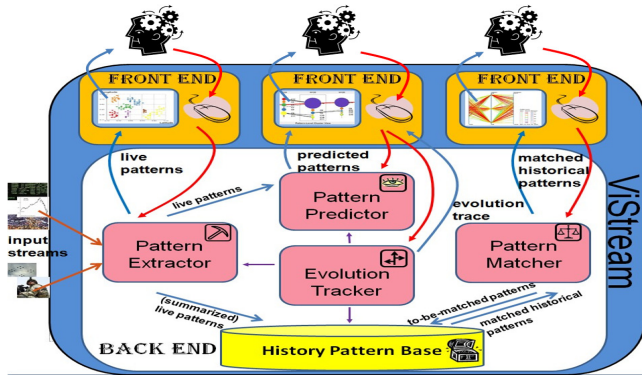 FRONT END
FRONT END
FRONT END
live
patterns
predicted
patterns
matched
historical
patterns
live patterns
evolution
trace
input
streams
Pattern
Extractor
Pattern
Predictor
Evolution
Tracker
Pattern
Matcher
(summarized)
live patterns
to-be-matched patterns
matched historical
patterns
BACK END
History Pattern Base
ViStream